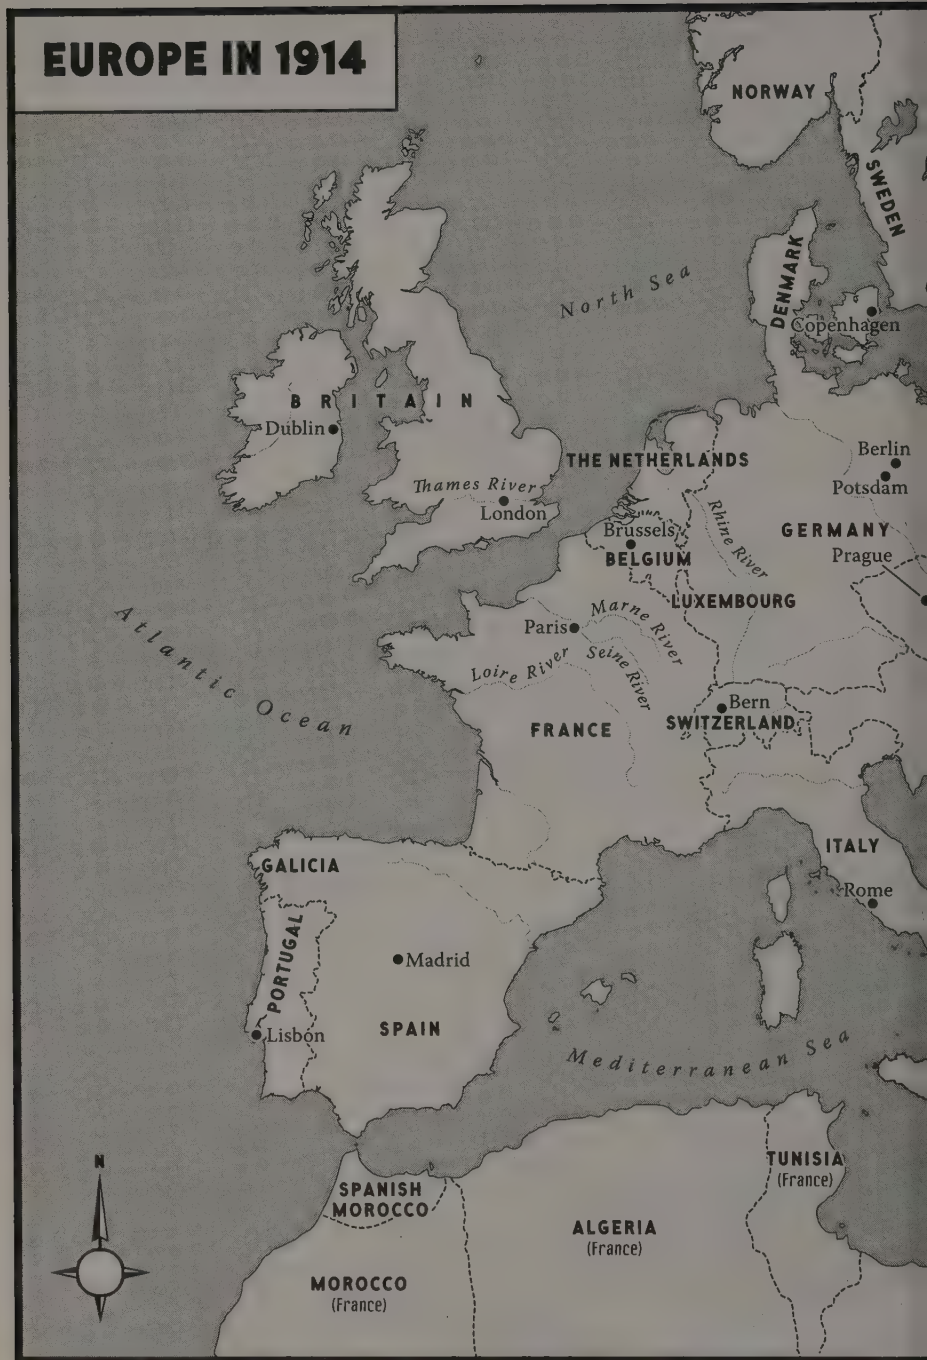 EUROPE IN 1914
NORWAY
SWEDEN
DENMARK
North Sea
Copenhagen
BRITAIN
Dublin
Berlin
THE NETHERLANDS
Potsdam
Thames River
London
Rhine River
Brussels
GERMANY
BELGIUM
Prague
LUXEMBOURG
Marne River
Paris
Atlantic Ocean
Seine River
Loire River
Bern
SWITZERLAND
FRANCE
ITALY
GALICIA
Rome
PORTUGAL
Madrid
SPAIN
Lisbon
Mediterranean Sea
N
TUNISIA
(France)
SPANISH
MOROCCO
ALGERIA
(France)
MOROCCO
(France)